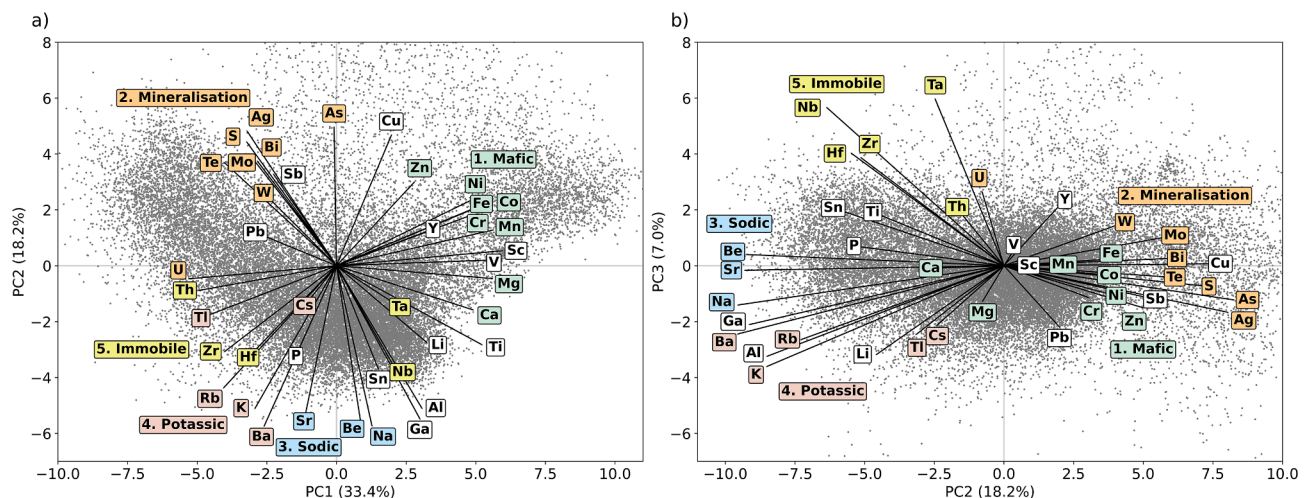 a)
b)
8
6
4
2
0
−2
−4
−6
PC2 (18.2%)
2. Mineralisation
As
Ag
Cu
S
Bi
1. Mafic
Te
Mo
Zn
Sb
Ni
W
Fe
Co
Cr
Mn
Pb
Y
Sc
V
U
Mg
Th
Cs
Ta
Tl
Ca
Li
Ti
5. Immobile
Zr
Hf
P
Nb
Sn
Rb
K
Al
4. Potassic
Sr
Be
Ga
Ba
Na
3. Sodic
−10.0
−7.5
−5.0
−2.5
0.0
2.5
5.0
7.5
10.0
PC1 (33.4%)
8
6
4
2
0
−2
−4
−6
PC3 (7.0%)
5. Immobile
Ta
Nb
Zr
Hf
U
2. Mineralisation
Sn
Ti
Th
Y
3. Sodic
W
Mo
P
V
Be
Fe
Bi
Sr
Ca
Sc
Mn
Cu
Co
Te
S
Na
Ni
Sb
As
Ga
Mg
Cr
Zn
Ag
Ba
Rb
Cs
Pb
Al
Li
Tl
1. Mafic
K
4. Potassic
−10.0
−7.5
−5.0
−2.5
0.0
2.5
5.0
7.5
10.0
PC2 (18.2%)